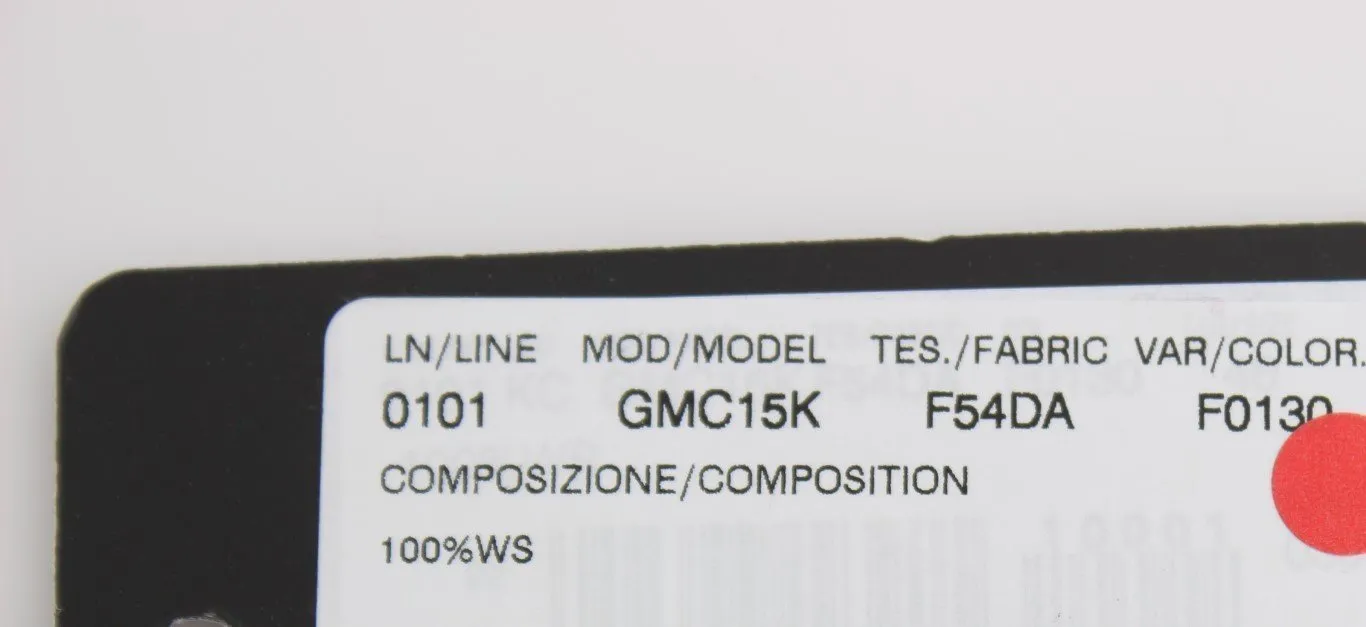 LN/LINE MOD/MODEL TES./FABRIC VAR/COLOR.
0101 GMC15K F54DA F0130
COMPOSIZIONE/COMPOSITION
100%WS